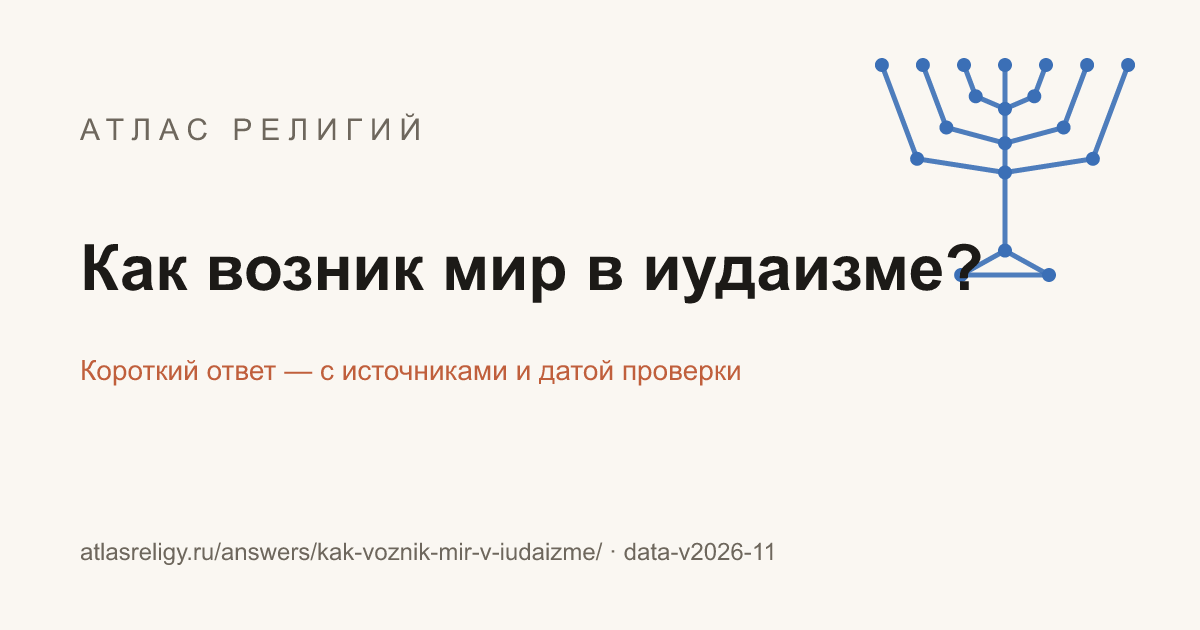 АТЛАС РЕЛИГИЙ
Как возник мир в иудаизме?
Короткий ответ — с источниками и датой проверки
atlasreligy.ru/answers/kak-voznik-mir-v-iudaizme/ · data-v2026-11